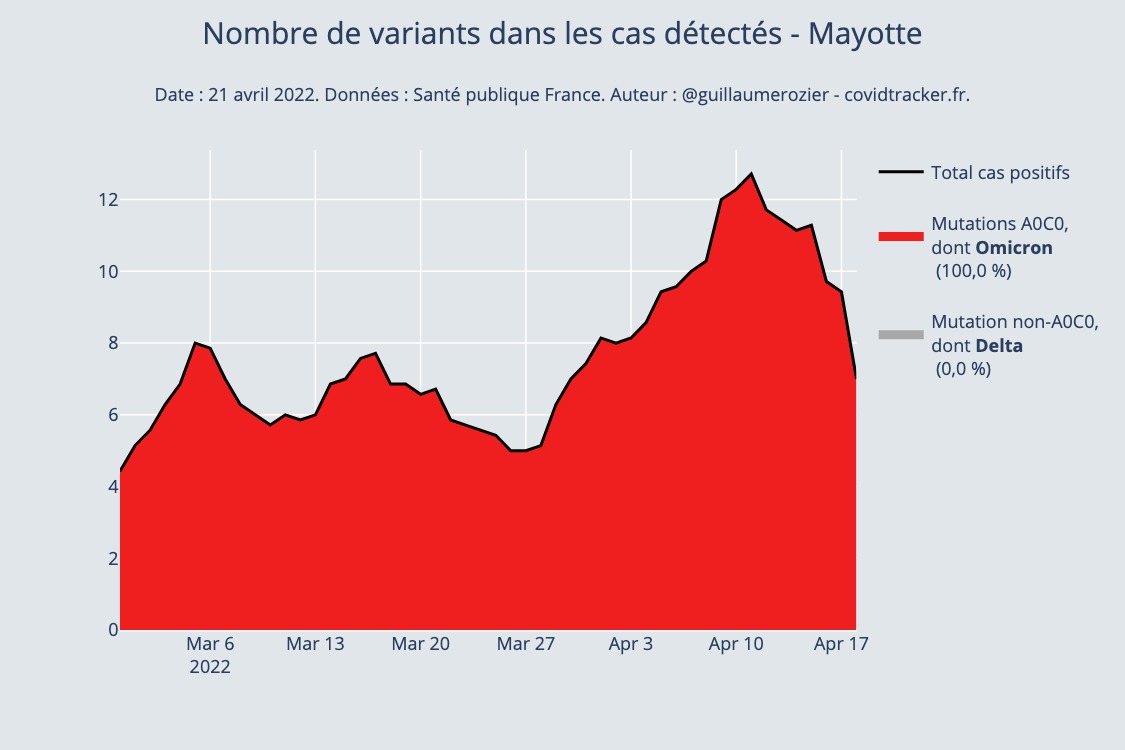 Nombre de variants dans les cas détectés - Mayotte
Date : 21 avril 2022. Données : Santé publique France. Auteur : @guillaumerozier - covidtracker.fr.
Total cas positifs
Mutations A0C0,
dont Omicron
(100,0 %)
Mutation non-A0C0,
dont Delta
(0,0 %)
12
10
8
6
4
2
0
Mar 6 Mar 13 Mar 20 Mar 27 Apr 3 Apr 10 Apr 17
2022